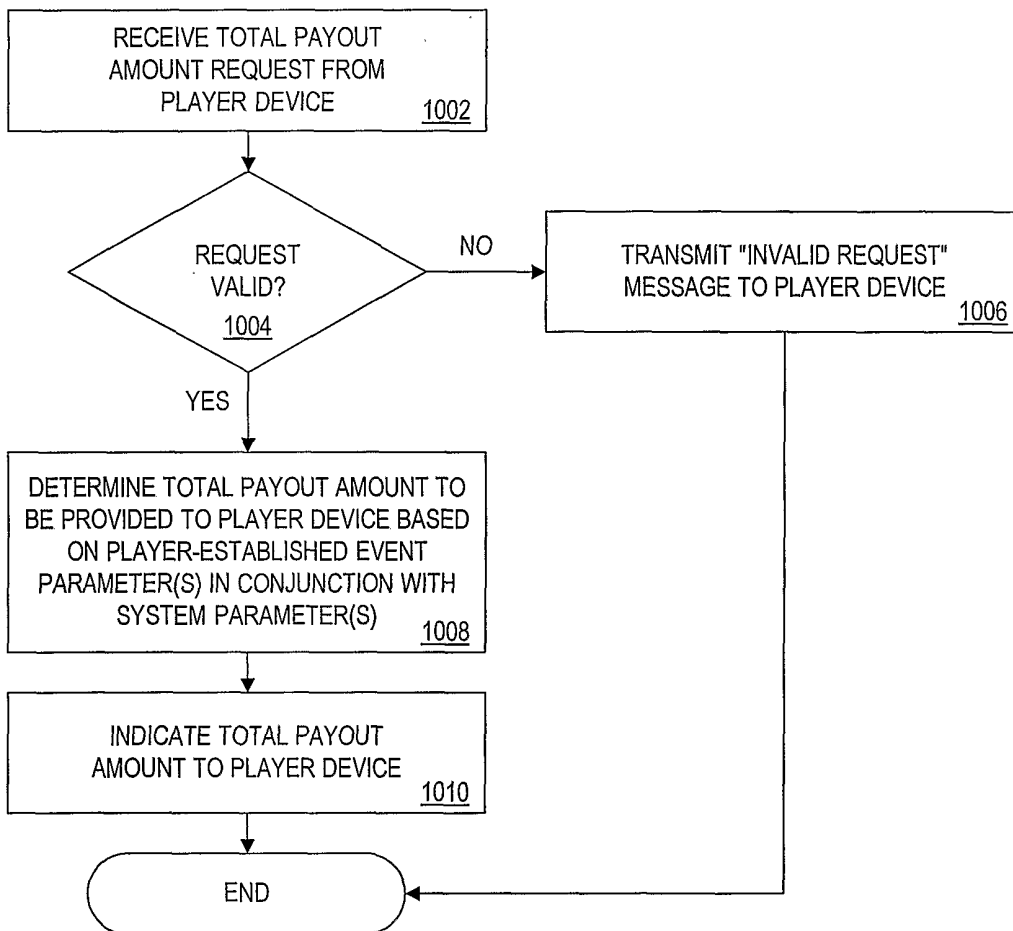 RECEIVE TOTAL PAYOUT
AMOUNT REQUEST FROM
PLAYER DEVICE
1002
REQUEST
VALID?
1004
NO
TRANSMIT "INVALID REQUEST"
MESSAGE TO PLAYER DEVICE
1006
YES
DETERMINE TOTAL PAYOUT AMOUNT TO
BE PROVIDED TO PLAYER DEVICE BASED
ON PLAYER-ESTABLISHED EVENT
PARAMETER(S) IN CONJUNCTION WITH
SYSTEM PARAMETER(S)
1008
INDICATE TOTAL PAYOUT
AMOUNT TO PLAYER DEVICE
1010
END